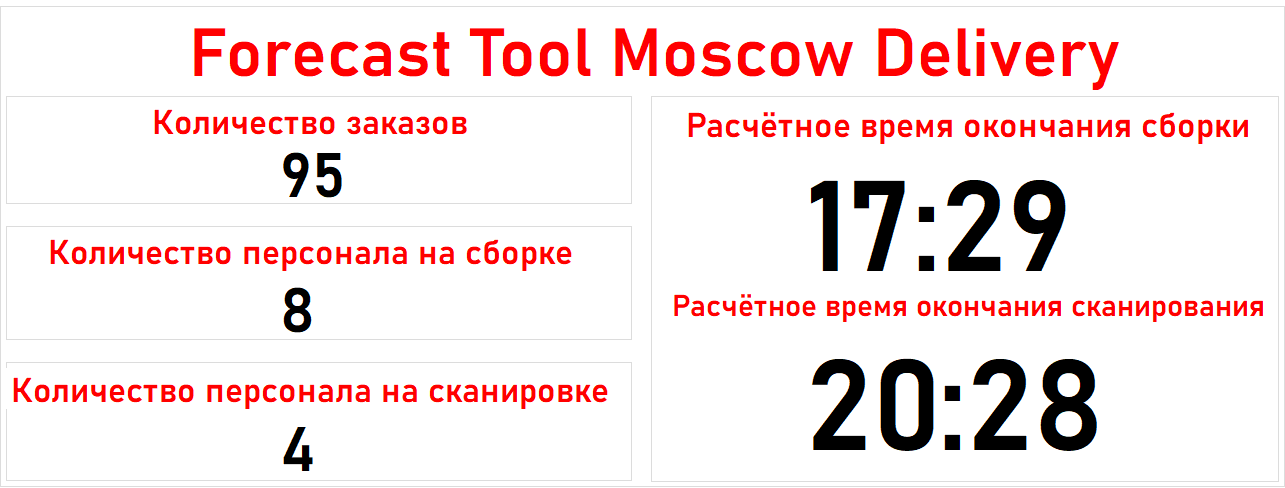 Forecast Tool Moscow Delivery
Количество заказов
95
Количество персонала на сборке
8
Количество персонала на сканировке
4
Расчётное время окончания сборки
17:29
Расчётное время окончания сканирования
20:28